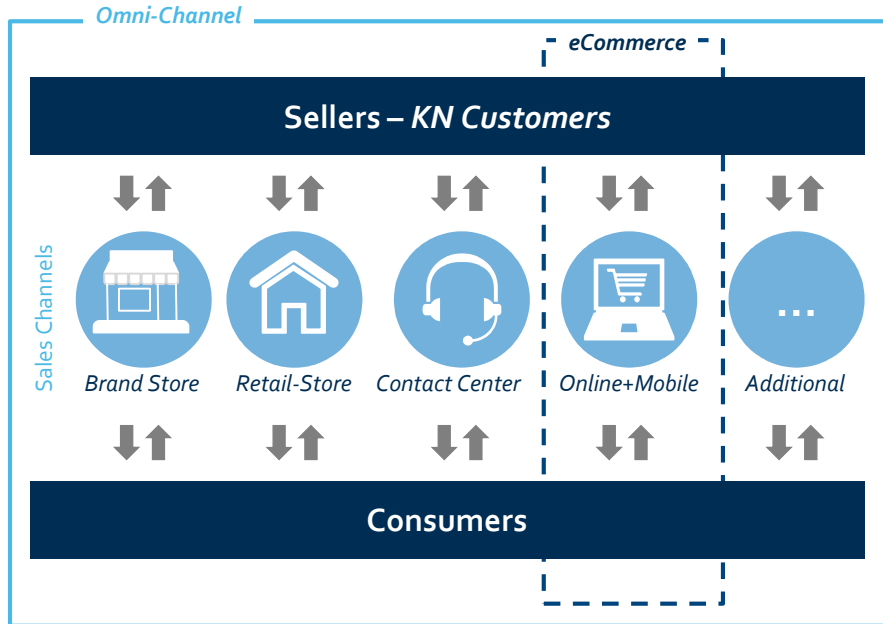 Omni-Channel
eCommerce
Sellers – KN Customers
Sales Channels
...
Brand Store
Retail-Store
Contact Center
Online+Mobile
Additional
Consumers